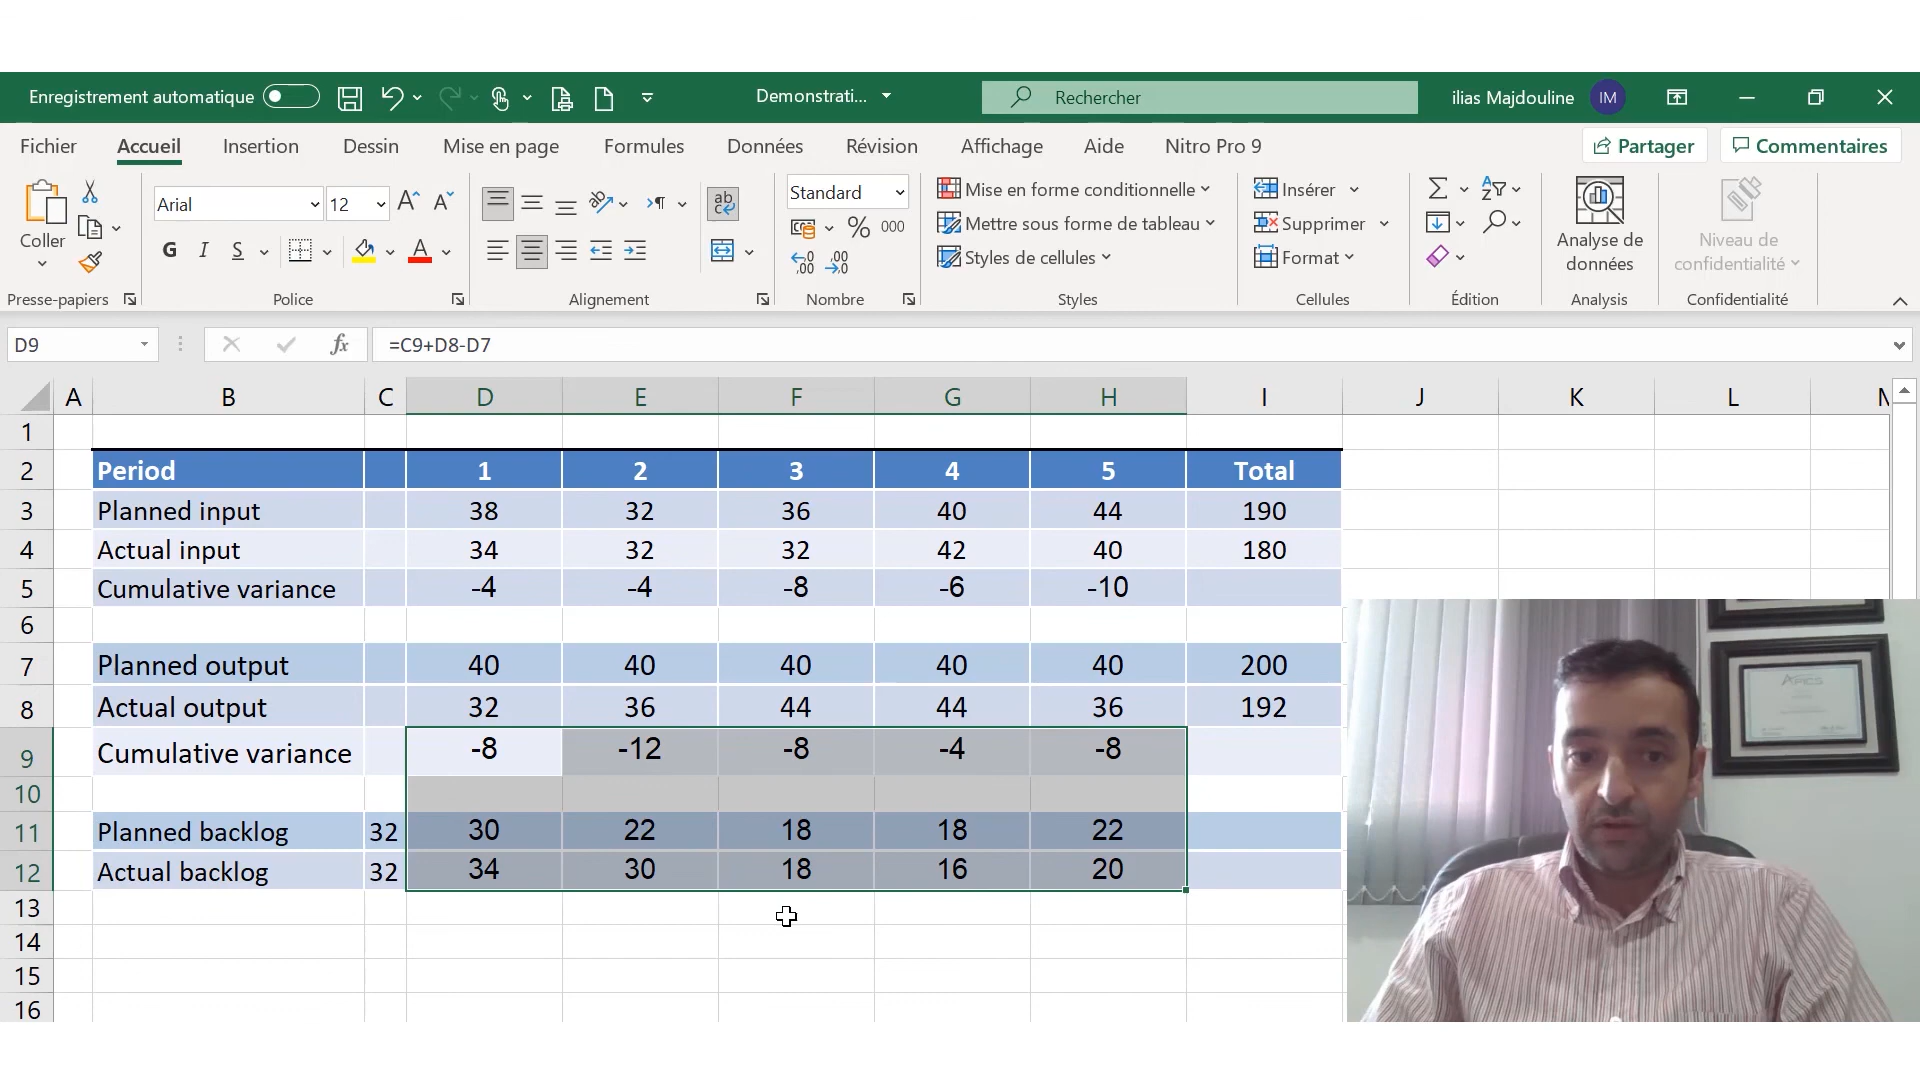 Enregistrement automatique Demonstrati... Rechercher ilias Majdouline IM
Fichier Accueil Insertion Dessin Mise en page Formules Données Révision Affichage Aide Nitro Pro 9 Partager Commentaires
Coller
Presse-papiers
Arial 12
G I S A
Police
ab
c
Alignement
Standard
% 000
,00 ,00
Nombre
Mise en forme conditionnelle
Mettre sous forme de tableau
Styles de cellules
Styles
Insérer
Supprimer
Format
Cellules
Édition
Analyse de
données
Analysis
Niveau de
confidentialité
Confidentialité
D9 fx =C9+D8-D7
A B C D E F G H I J K L
1
2 Period 1 2 3 4 5 Total
3 Planned input 38 32 36 40 44 190
4 Actual input 34 32 32 42 40 180
5 Cumulative variance -4 -4 -8 -6 -10
6
7 Planned output 40 40 40 40 40 200
8 Actual output 32 36 44 44 36 192
9 Cumulative variance -8 -12 -8 -4 -8
10
11 Planned backlog 32 30 22 18 18 22
12 Actual backlog 32 34 30 18 16 20
13
14
15
16
APICS